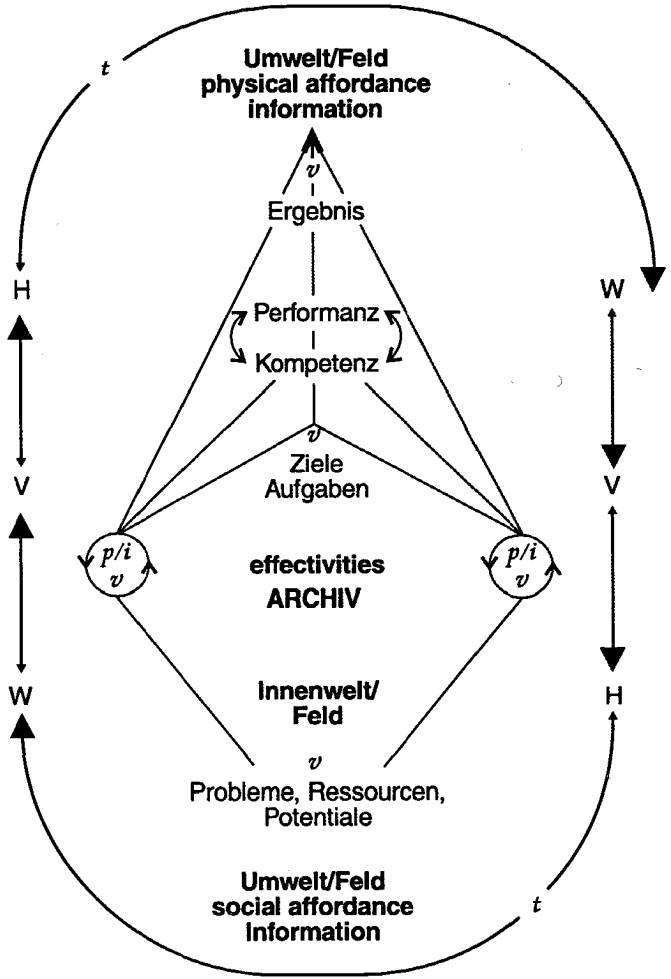 t
Umwelt/Feld
physical affordance
information
v
Ergebnis
H
W
Performanz
Kompetenz
v
Ziele
Aufgaben
V
V
p/i
v
p/i
v
effectivities
ARCHIV
W
H
Innenwelt/
Feld
v
Probleme, Ressourcen,
Potentiale
Umwelt/Feld
social affordance
Information
t